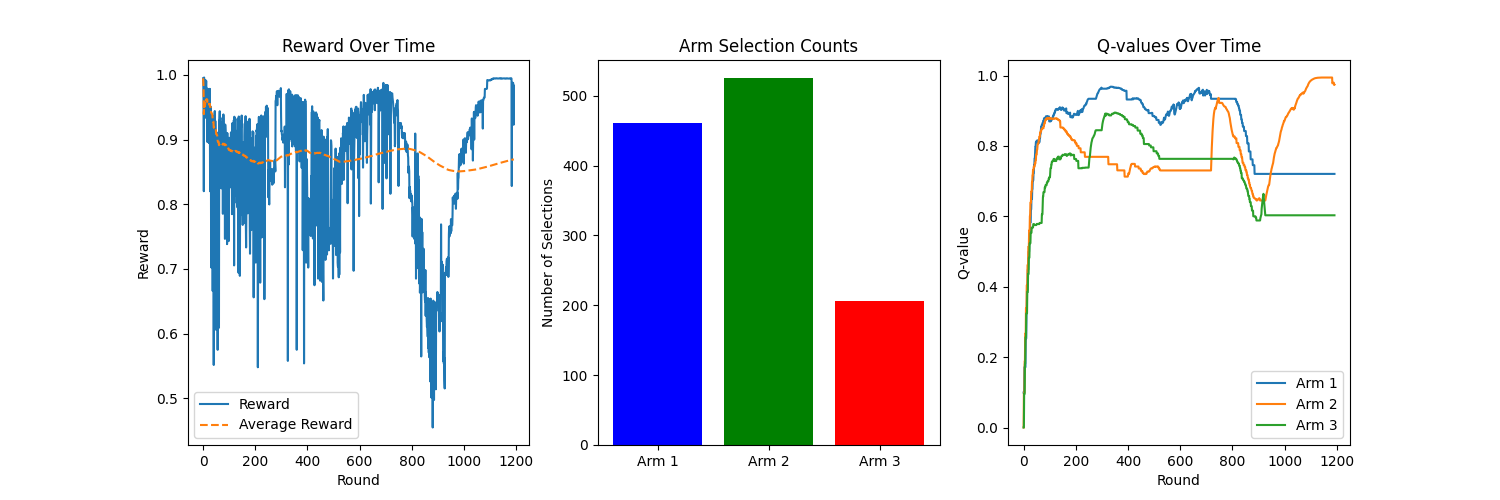 Reward Over Time
Reward
1.0
0.9
0.8
0.7
0.6
0.5
Reward
Average Reward
0 200 400 600 800 1000 1200
Round
Arm Selection Counts
Number of Selections
500
400
300
200
100
0
Arm 1 Arm 2 Arm 3
Q-values Over Time
Q-value
1.0
0.8
0.6
0.4
0.2
0.0
Arm 1
Arm 2
Arm 3
0 200 400 600 800 1000 1200
Round